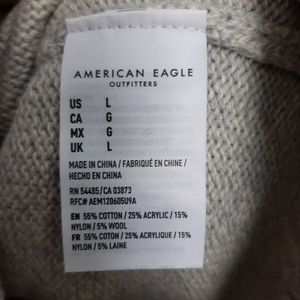 AMERICAN EAGLE
OUTFITTERS
US L
CA G
MX G
UK L
MADE IN CHINA / FABRIQUÉ EN CHINE /
HECHO EN CHINA
RN 54485/CA 03873
RFC# AEM120605U9A
EN 55% COTTON / 25% ACRYLIC / 15%
NYLON / 5% WOOL
FR 55% COTON / 25% ACRYLIQUE / 15%
NYLON / 5% LAINE